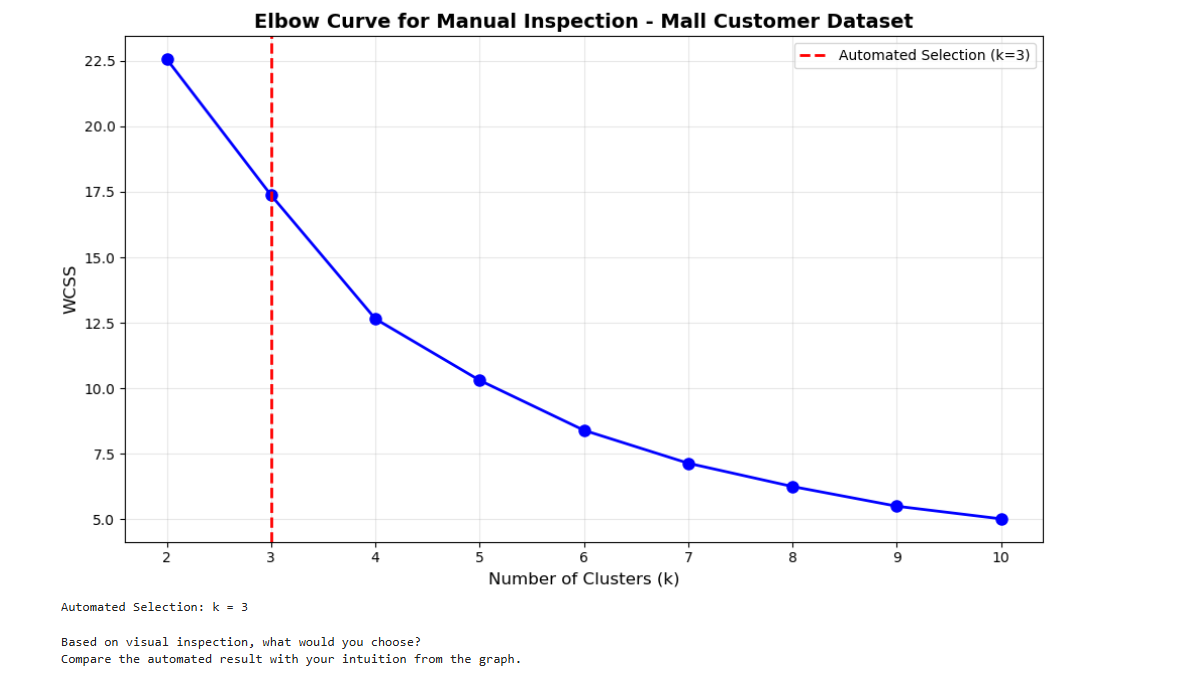 Elbow Curve for Manual Inspection - Mall Customer Dataset
Automated Selection (k=3)
22.5
20.0
17.5
15.0
12.5
10.0
7.5
5.0
WCSS
2 3 4 5 6 7 8 9 10
Number of Clusters (k)
Automated Selection: k = 3
Based on visual inspection, what would you choose?
Compare the automated result with your intuition from the graph.